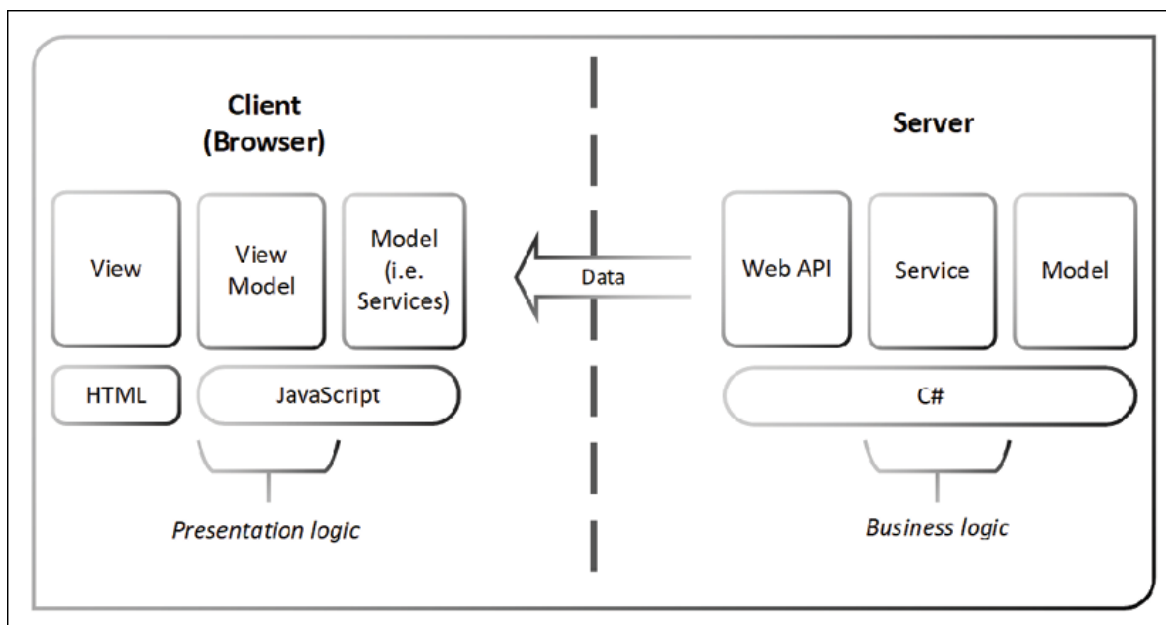 Client
(Browser)
Server
View
View
Model
Model
(i.e.
Services)
Data
Web API
Service
Model
HTML
JavaScript
C#
Presentation logic
Business logic